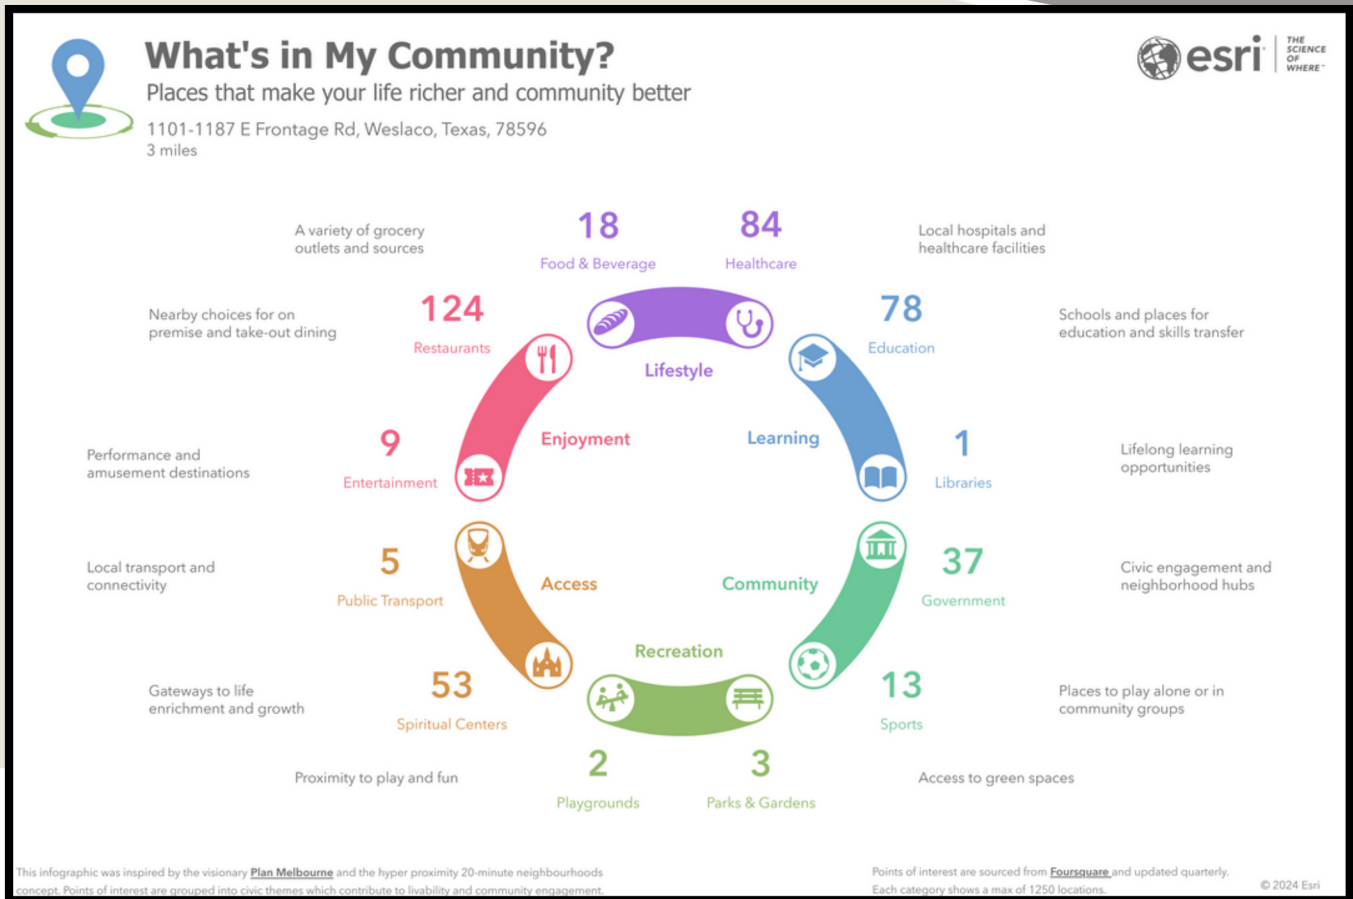 What's in My Community?
Places that make your life richer and community better
1101-1187 E Frontage Rd, Weslaco, Texas, 78596
3 miles
esri
THE
SCIENCE
OF
WHERE™
A variety of grocery
outlets and sources
18
Food & Beverage
84
Healthcare
Local hospitals and
healthcare facilities
Nearby choices for on
premise and take-out dining
124
Restaurants
78
Education
Schools and places for
education and skills transfer
Lifestyle
Enjoyment
Learning
Performance and
amusement destinations
9
Entertainment
1
Libraries
Lifelong learning
opportunities
Local transport and
connectivity
5
Public Transport
Access
Community
37
Government
Civic engagement and
neighborhood hubs
Recreation
Gateways to life
enrichment and growth
53
Spiritual Centers
13
Sports
Places to play alone or in
community groups
Proximity to play and fun
2
Playgrounds
3
Parks & Gardens
Access to green spaces
This infographic was inspired by the visionary Plan Melbourne and the hyper proximity 20-minute neighbourhoods
concept. Points of interest are grouped into civic themes which contribute to livability and community engagement.
Points of interest are sourced from Foursquare and updated quarterly.
Each category shows a max of 1250 locations.
© 2024 Esri